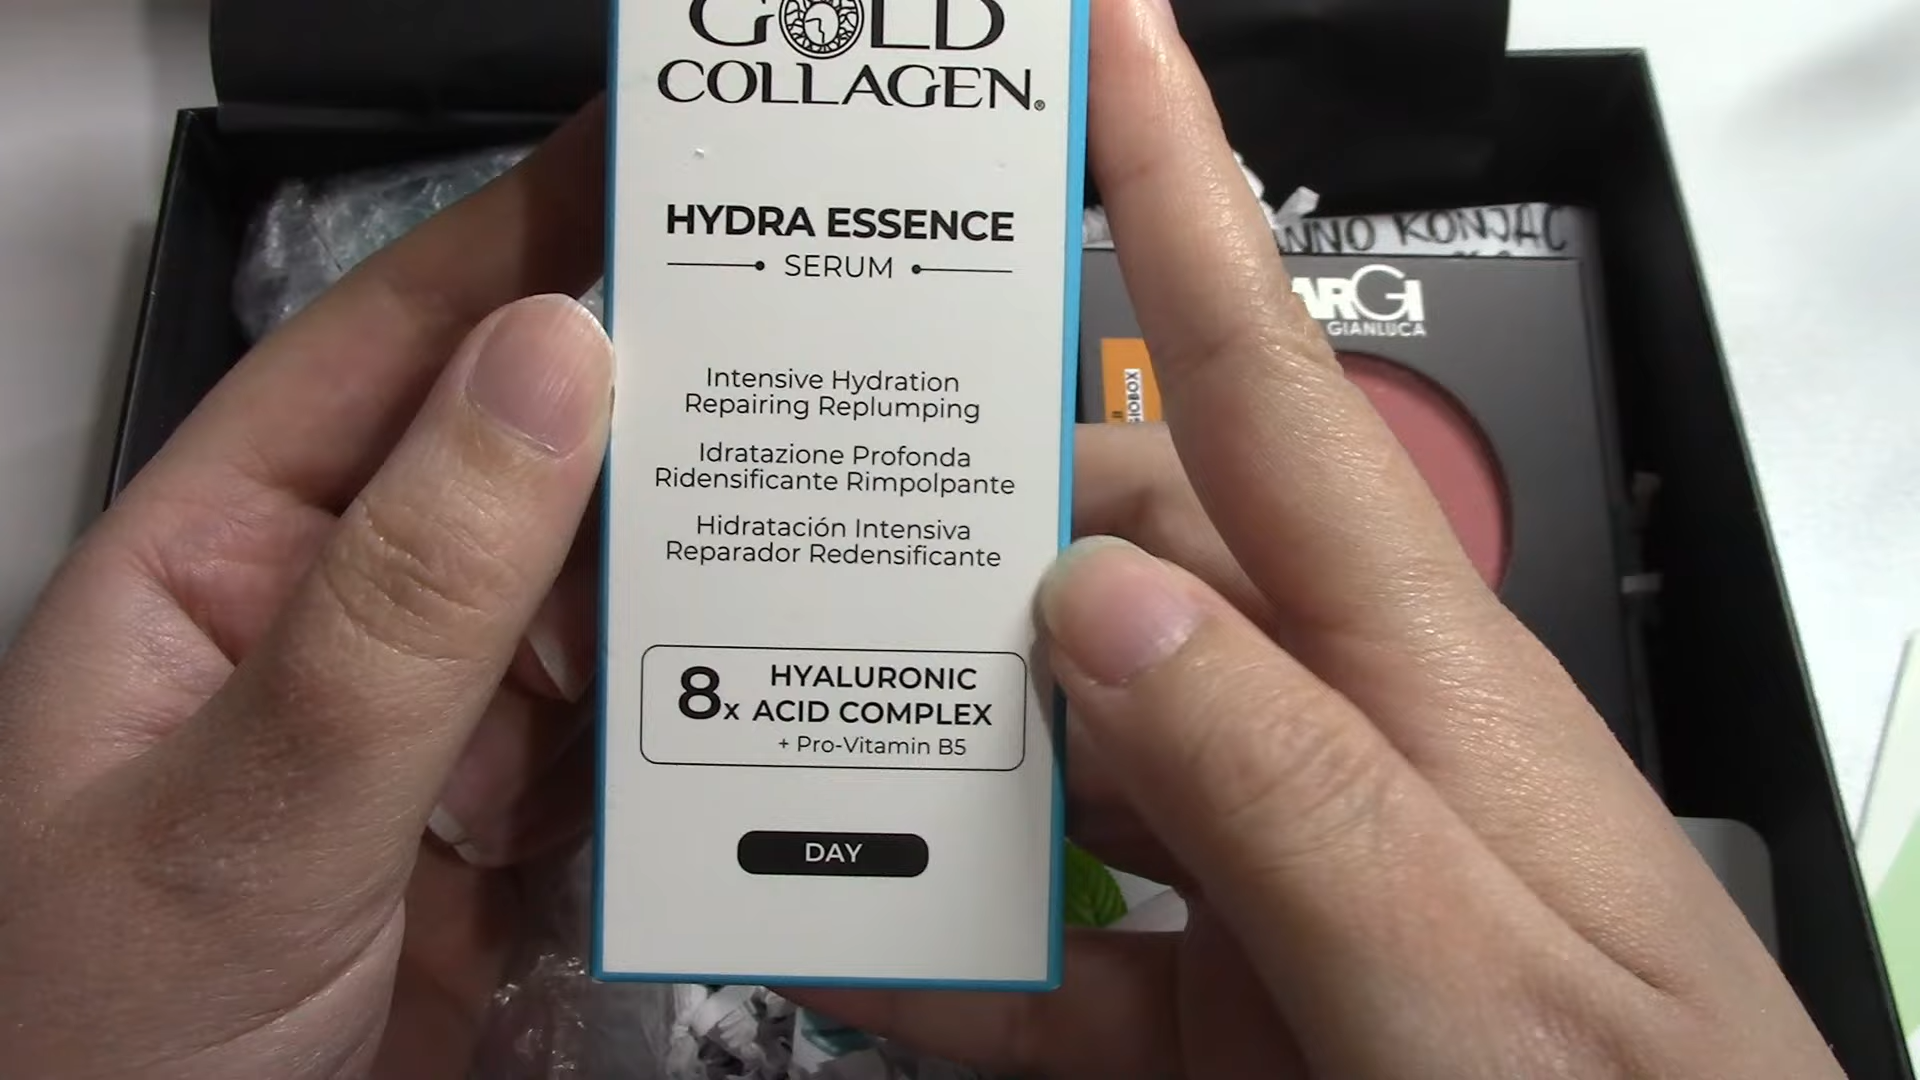 GOLD
COLLAGEN®
HYDRA ESSENCE
SERUM
Intensive Hydration
Repairing Replumping
Idratazione Profonda
Ridensificante Rimpolpante
Hidratación Intensiva
Reparador Redensificante
8x HYALURONIC
ACID COMPLEX
+ Pro-Vitamin B5
DAY
KONJAC
GIANLUCA